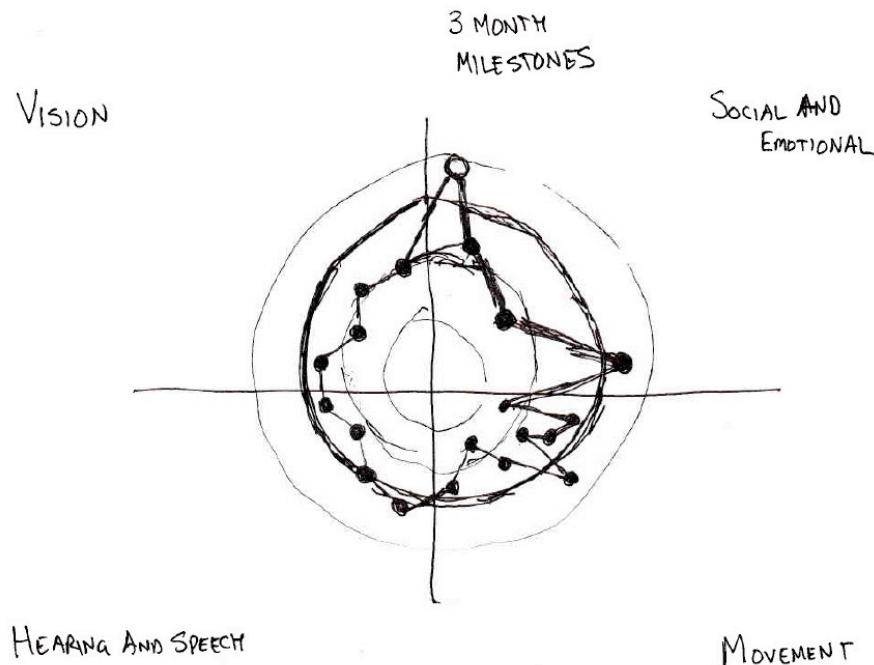 3 MONTH
MILESTONES
VISION
SOCIAL AND
EMOTIONAL
HEARING AND SPEECH
MOVEMENT